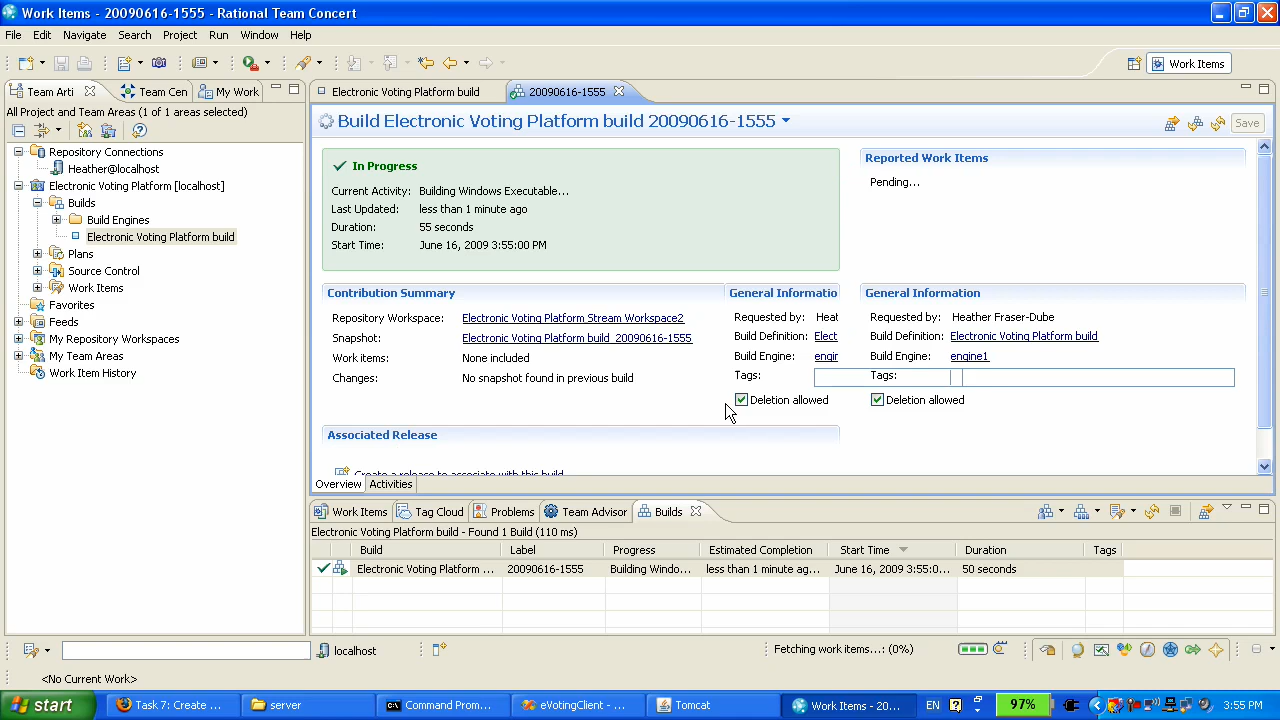 Work Items - 20090616-1555 - Rational Team Concert
File Edit Navigate Search Project Run Window Help
Work Items
Team Arti Team Cen My Work
Electronic Voting Platform build 20090616-1555
All Project and Team Areas (1 of 1 areas selected)
Repository Connections
Heather@localhost
Electronic Voting Platform [localhost]
Builds
Build Engines
Electronic Voting Platform build
Plans
Source Control
Work Items
Favorites
Feeds
My Repository Workspaces
My Team Areas
Work Item History
Build Electronic Voting Platform build 20090616-1555
Save
In Progress
Current Activity: Building Windows Executable...
Last Updated: less than 1 minute ago
Duration: 55 seconds
Start Time: June 16, 2009 3:55:00 PM
Reported Work Items
Pending...
Contribution Summary
Repository Workspace: Electronic Voting Platform Stream Workspace2
Snapshot: Electronic Voting Platform build_20090616-1555
Work items: None included
Changes: No snapshot found in previous build
General Informatio
Requested by: Heat
Build Definition: Elect
Build Engine: engir
Tags:
Deletion allowed
General Information
Requested by: Heather Fraser-Dube
Build Definition: Electronic Voting Platform build
Build Engine: engine1
Tags:
Deletion allowed
Associated Release
Create a release to associate with this build
Overview Activities
Work Items Tag Cloud Problems Team Advisor Builds
Electronic Voting Platform build - Found 1 Build (110 ms)
Build Label Progress Estimated Completion Start Time Duration Tags
Electronic Voting Platform ... 20090616-1555 Building Windo... less than 1 minute ag... June 16, 2009 3:55:0... 50 seconds
localhost
Fetching work items...: (0%)
<No Current Work>
start Task 7: Create ... server Command Prom... eVotingClient - ... Tomcat Work Items - 20... EN 97% 3:55 PM